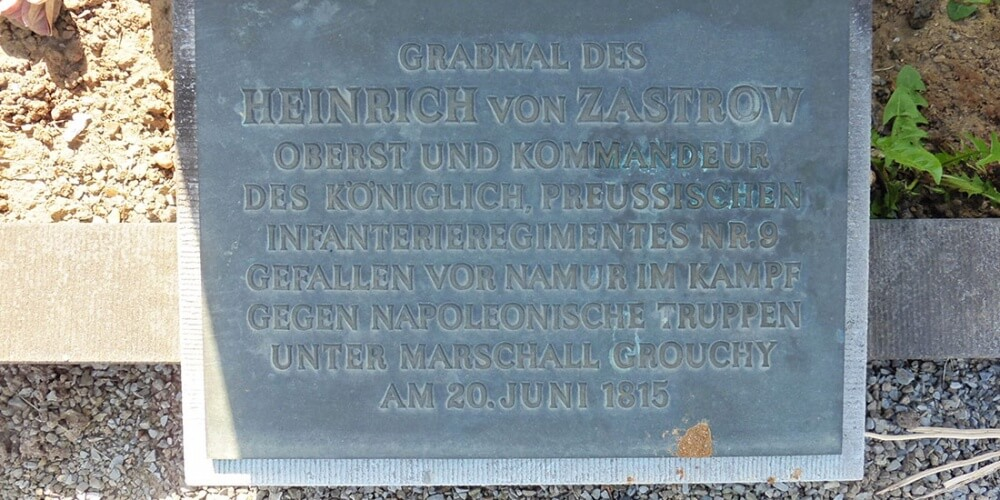 GRABMAL DES
HEINRICH VON ZASTROW
OBERST UND KOMMANDEUR
DES KÖNIGLICH, PREUSSISCHEN
INFANTERIEREGIMENTES NR. 9
GEFALLEN VOR NAMUR IM KAMPF
GEGEN NAPOLEONISCHE TRUPPEN
UNTER MARSCHALL GROUCHY
AM 20. JUNI 1815